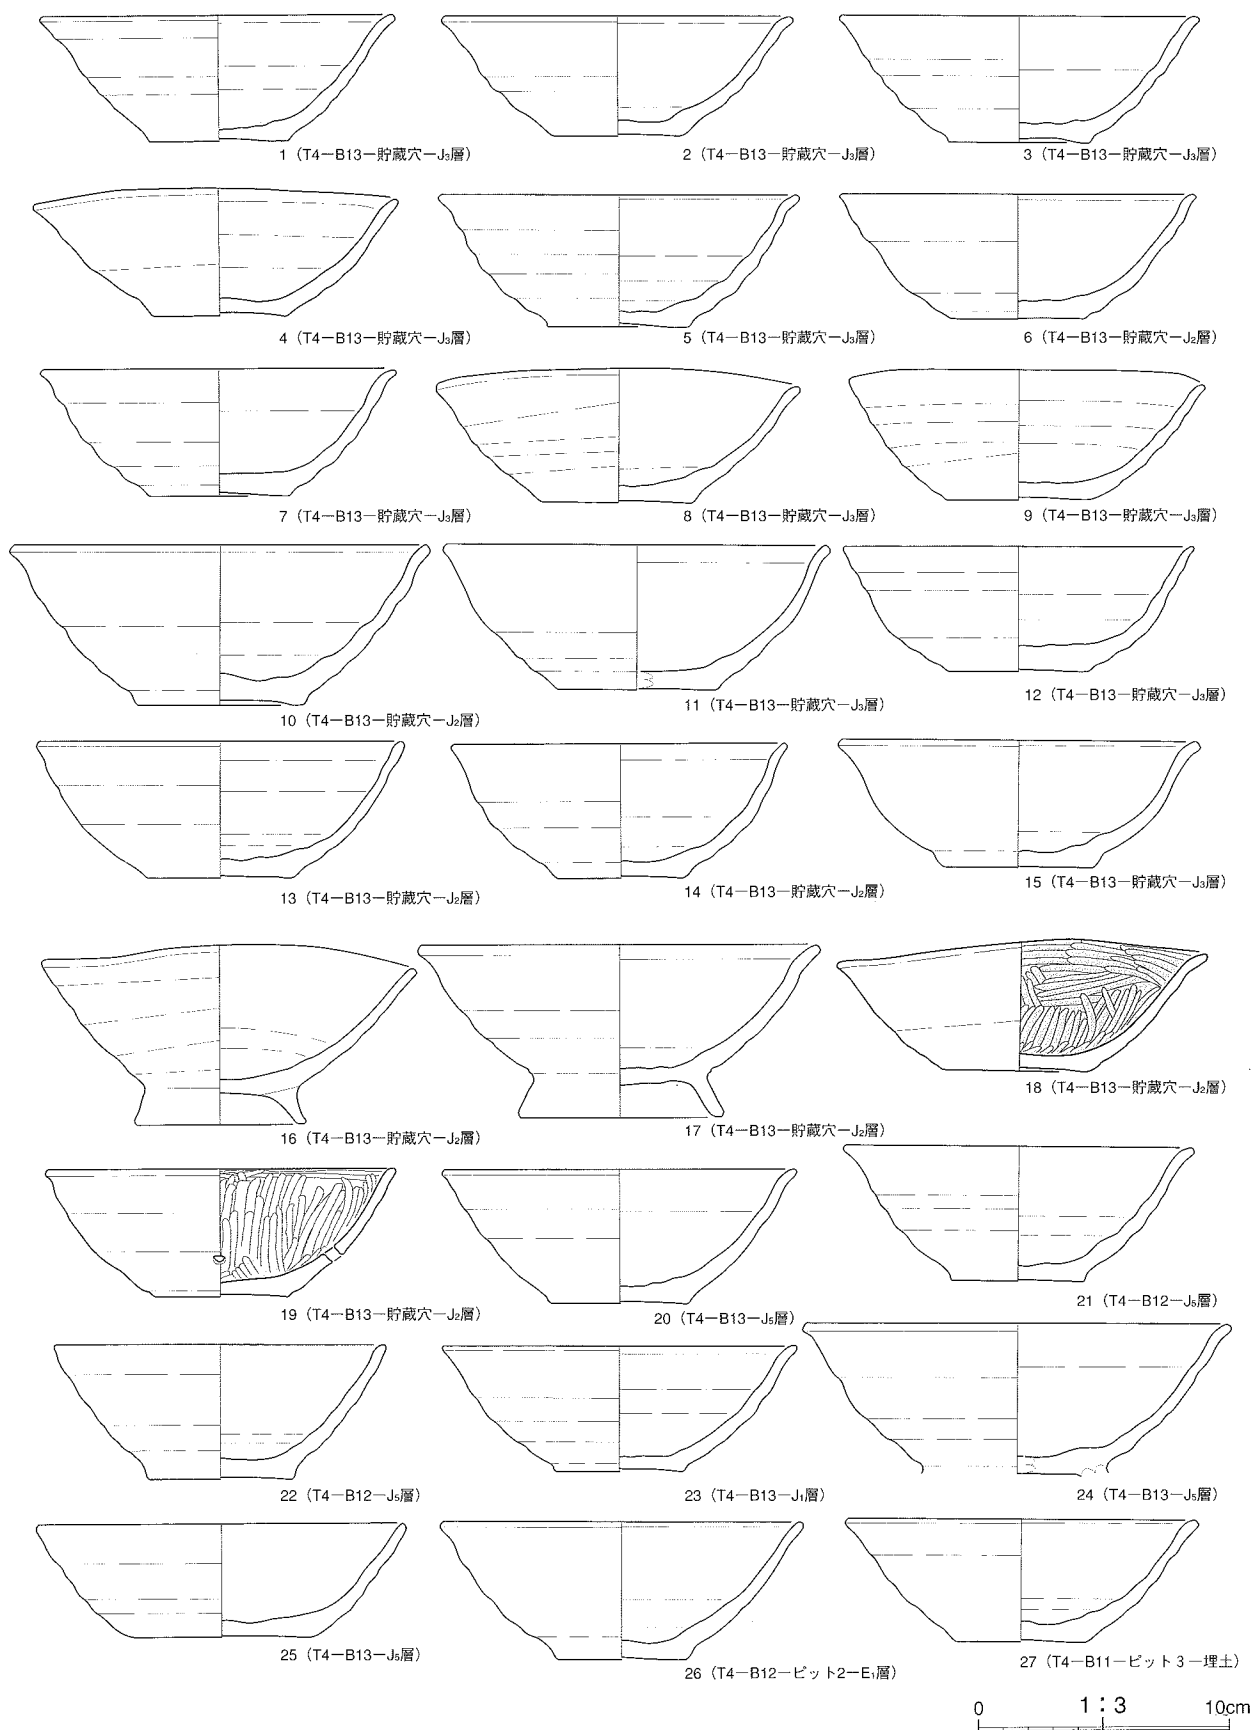 1（T4－B13－貯蔵穴－J₃層）
2（T4－B13－貯蔵穴－J₃層）
3（T4－B13－貯蔵穴－J₃層）
4（T4－B13－貯蔵穴－J₃層）
5（T4－B13－貯蔵穴－J₃層）
6（T4－B13－貯蔵穴－J₂層）
7（T4－B13－貯蔵穴－J₃層）
8（T4－B13－貯蔵穴－J₃層）
9（T4－B13－貯蔵穴－J₃層）
10（T4－B13－貯蔵穴－J₂層）
11（T4－B13－貯蔵穴－J₃層）
12（T4－B13－貯蔵穴－J₃層）
13（T4－B13－貯蔵穴－J₂層）
14（T4－B13－貯蔵穴－J₂層）
15（T4－B13－貯蔵穴－J₃層）
16（T4－B13－貯蔵穴－J₂層）
17（T4－B13－貯蔵穴－J₂層）
18（T4－B13－貯蔵穴－J₂層）
19（T4－B13－貯蔵穴－J₂層）
20（T4－B13－J₅層）
21（T4－B12－J₅層）
22（T4－B12－J₅層）
23（T4－B13－J₁層）
24（T4－B13－J₅層）
25（T4－B13－J₅層）
26（T4－B12－ピット2－E₁層）
27（T4－B11－ピット3－埋土）
0 1：3 10cm